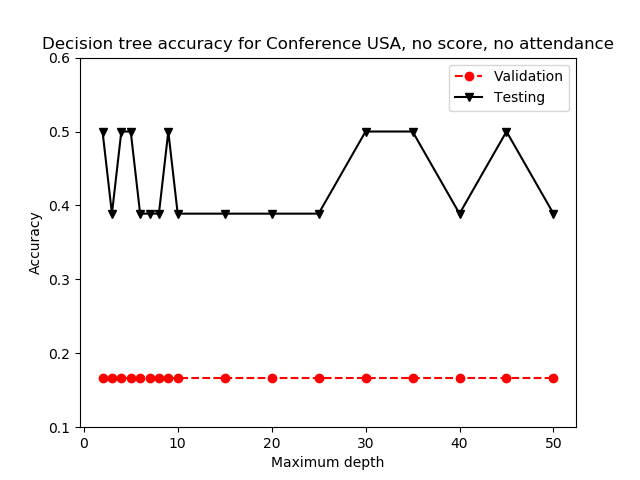 Decision tree accuracy for Conference USA, no score, no attendance
Validation
Testing
0.6
0.5
0.4
0.3
0.2
0.1
Accuracy
0 10 20 30 40 50
Maximum depth